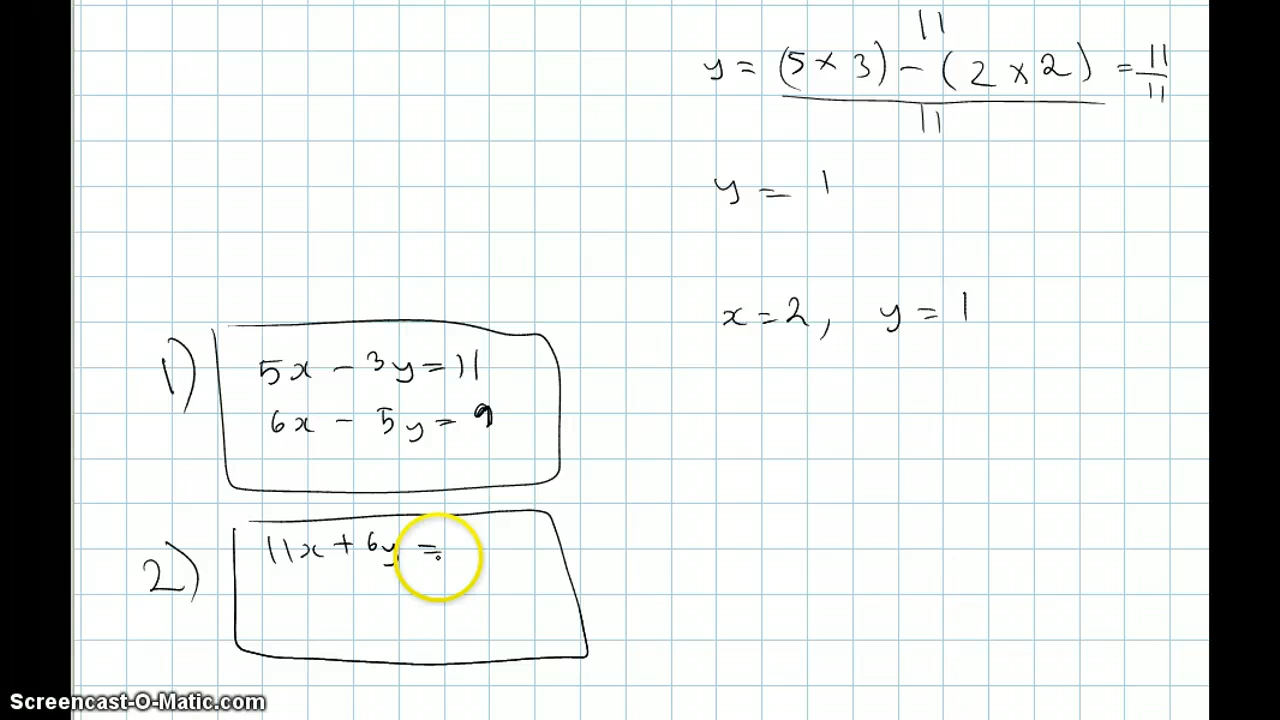 11
y = (5 × 3) - (2 × 2) = 11
11 11
y = 1
x = 2, y = 1
1) 5x - 3y = 11
6x - 5y = 9
2) 11x + 6y =
Screencast-O-Matic.com